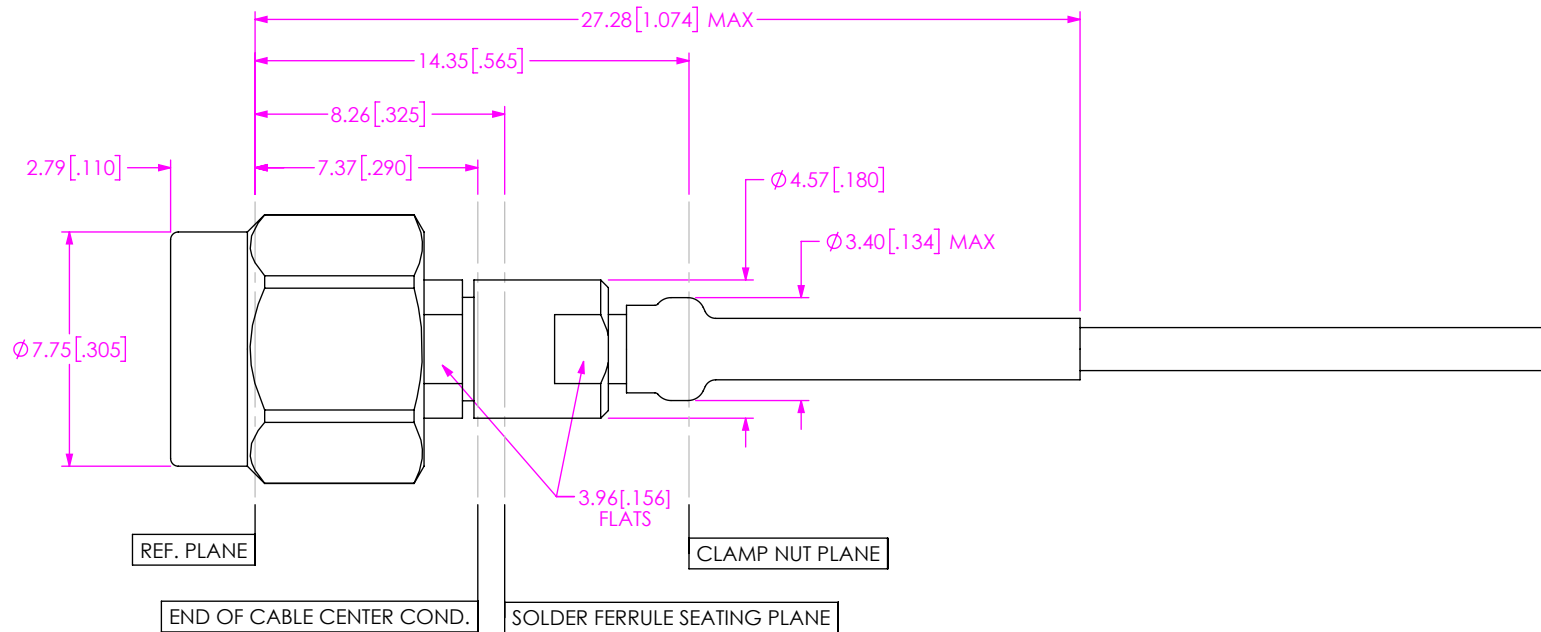 27.28[1.074] MAX
14.35[.565]
8.26[.325]
2.79[.110]
7.37[.290]
Ø4.57[.180]
Ø3.40[.134] MAX
Ø7.75[.305]
3.96[.156]
FLATS
REF. PLANE
CLAMP NUT PLANE
END OF CABLE CENTER COND.
SOLDER FERRULE SEATING PLANE